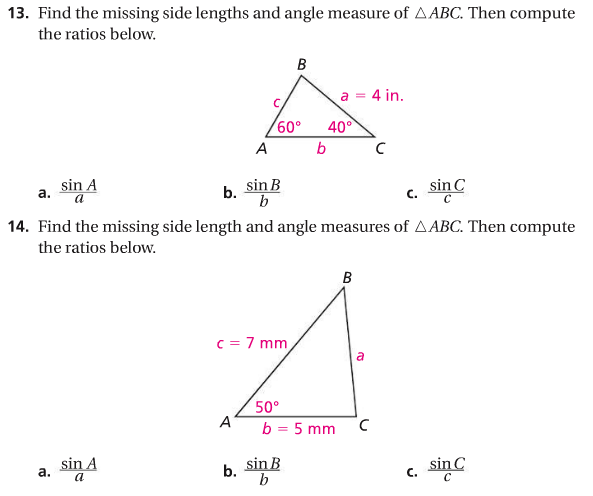 13. Find the missing side lengths and angle measure of △ABC. Then compute
the ratios below.
B
c
a = 4 in.
60° 40°
A b C
a. sin A / a b. sin B / b c. sin C / c
14. Find the missing side length and angle measures of △ABC. Then compute
the ratios below.
B
c = 7 mm
a
50°
A b = 5 mm C
a. sin A / a b. sin B / b c. sin C / c